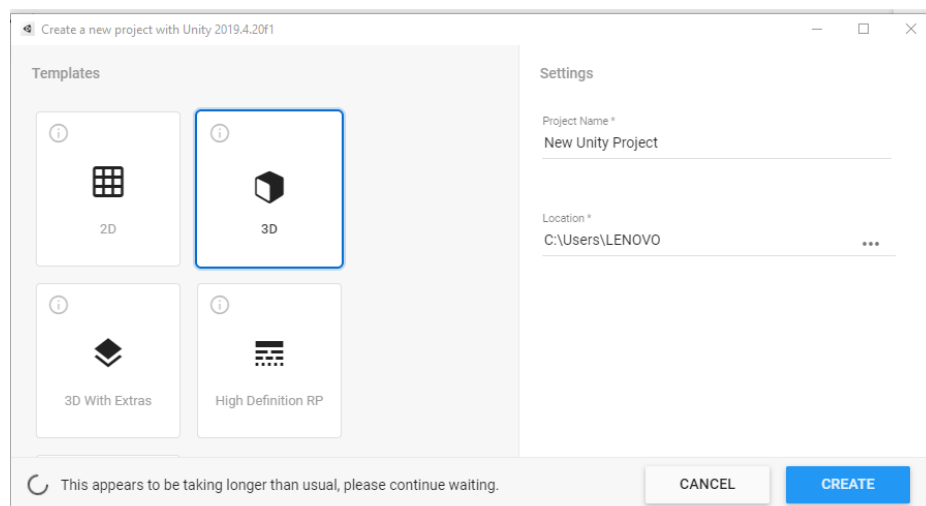 Create a new project with Unity 2019.4.20f1
Templates
2D
3D
3D With Extras
High Definition RP
Settings
Project Name *
New Unity Project
Location *
C:\Users\LENOVO
This appears to be taking longer than usual, please continue waiting.
CANCEL
CREATE